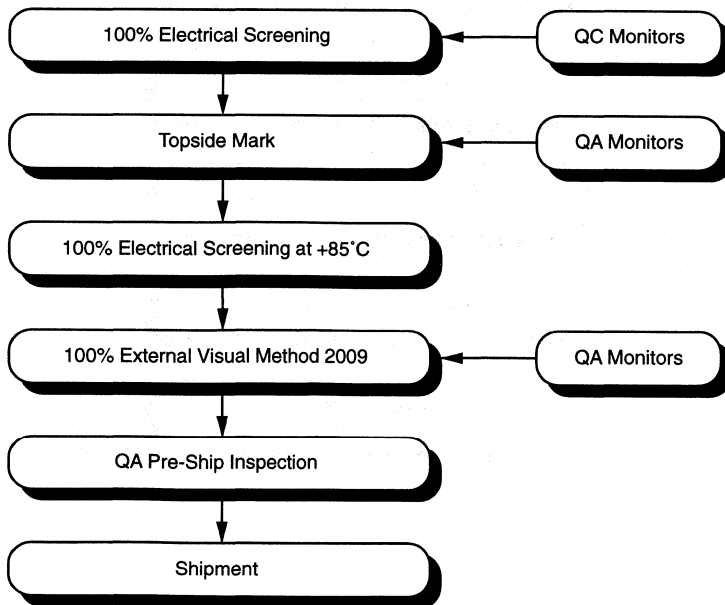 100% Electrical Screening
QC Monitors
Topside Mark
QA Monitors
100% Electrical Screening at +85°C
100% External Visual Method 2009
QA Monitors
QA Pre-Ship Inspection
Shipment